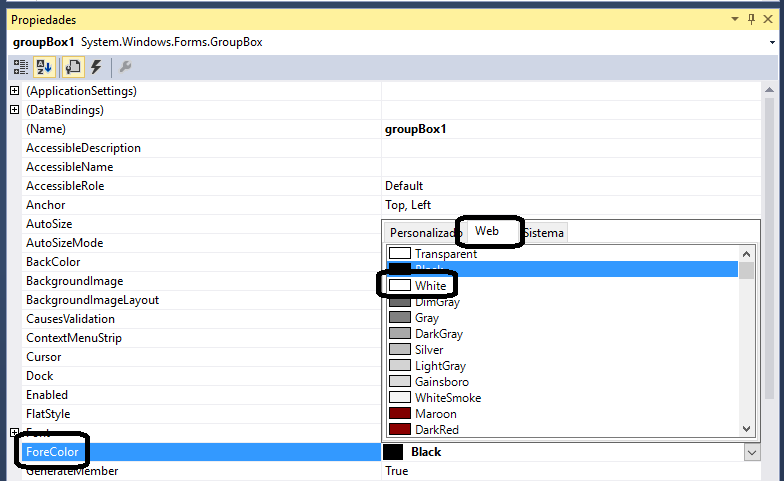 Propiedades
groupBox1 System.Windows.Forms.GroupBox
(ApplicationSettings)
(DataBindings)
(Name) groupBox1
AccessibleDescription
AccessibleName
AccessibleRole Default
Anchor Top, Left
AutoSize
AutoSizeMode
BackColor
BackgroundImage
BackgroundImageLayout
CausesValidation
ContextMenuStrip
Cursor
Dock
Enabled
FlatStyle
Font
ForeColor Black
GenerateMember True
Personalizado Web Sistema
Transparent
Black
White
DimGray
Gray
DarkGray
Silver
LightGray
Gainsboro
WhiteSmoke
Maroon
DarkRed